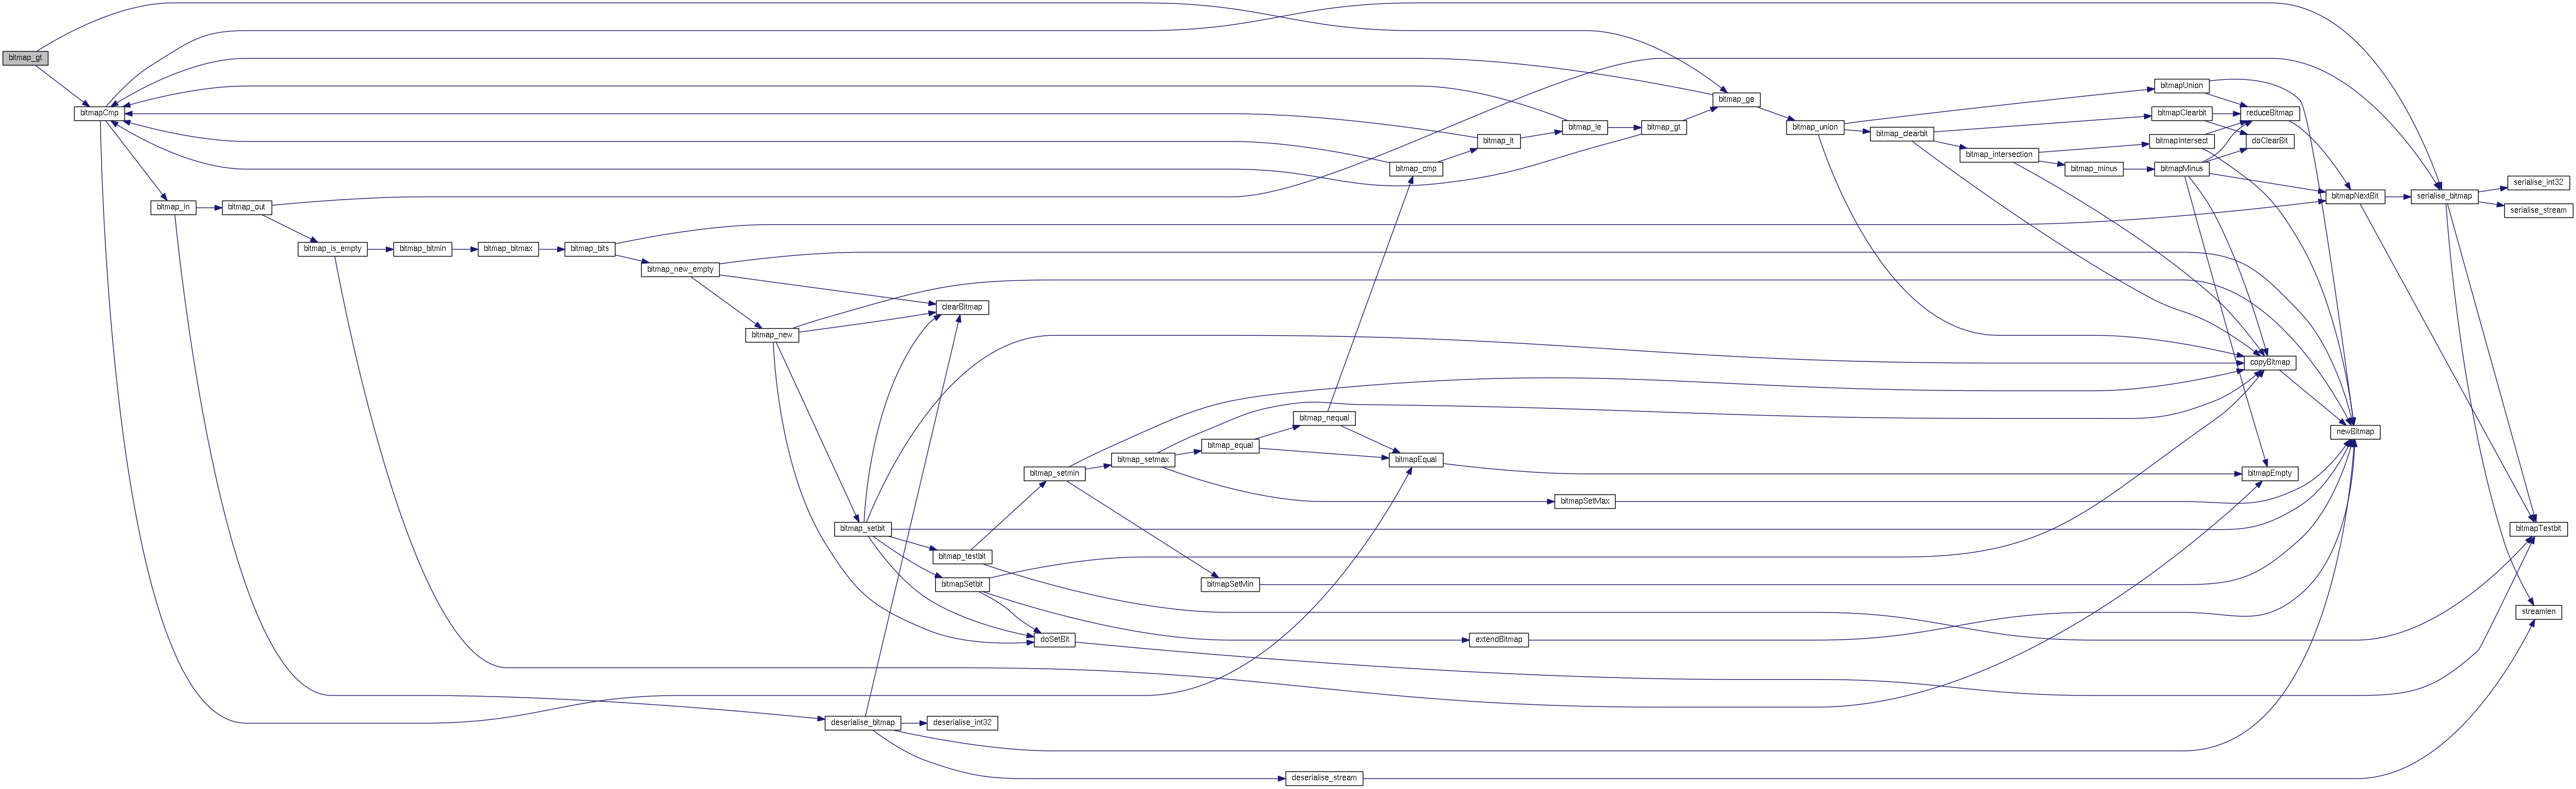 bitmap_gt
bitmapCmp
bitmap_in
bitmap_out
bitmap_is_empty
bitmap_bitmin
bitmap_bitmax
bitmap_bits
bitmap_new_empty
bitmap_new
clearBitmap
bitmap_setbit
bitmap_testbit
bitmapSetbit
doSetBit
deserialise_bitmap
deserialise_int32
deserialise_stream
bitmap_setmin
bitmap_setmax
bitmap_equal
bitmap_nequal
bitmapEqual
bitmapSetMax
bitmapSetMin
extendBitmap
bitmap_cmp
bitmap_lt
bitmap_le
bitmap_gt
bitmap_ge
bitmap_union
bitmap_clearbit
bitmap_intersection
bitmap_minus
bitmapUnion
bitmapClearbit
bitmapIntersect
bitmapMinus
reduceBitmap
doClearBit
bitmapNextBit
serialise_bitmap
serialise_int32
serialise_stream
copyBitmap
newBitmap
bitmapEmpty
bitmapTestbit
streamlen